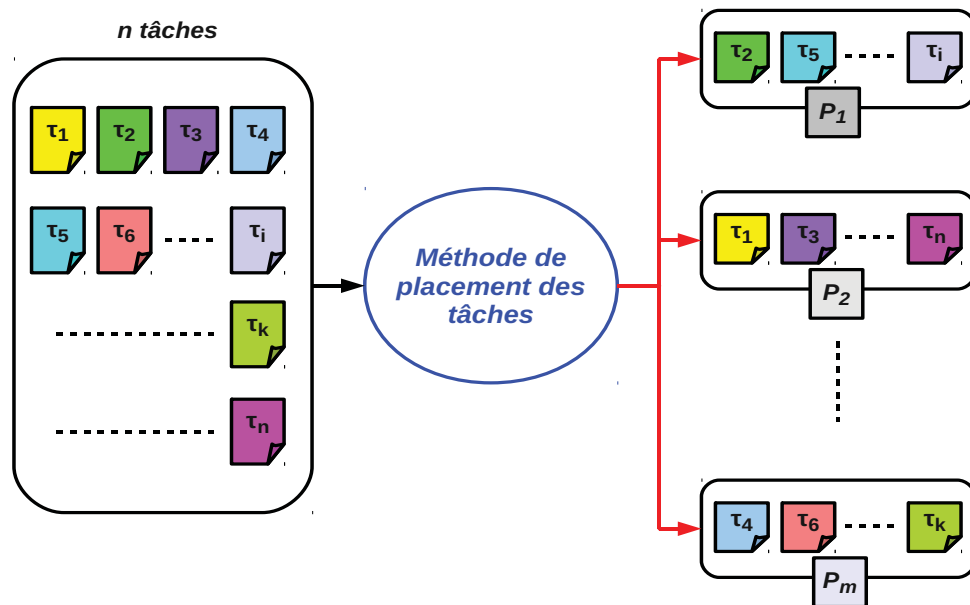 n tâches
τ1 τ2 τ3 τ4
τ5 τ6 τi
τk
τn
Méthode de
placement des
tâches
τ2 τ5 τi
P1
τ1 τ3 τn
P2
τ4 τ6 τk
Pm